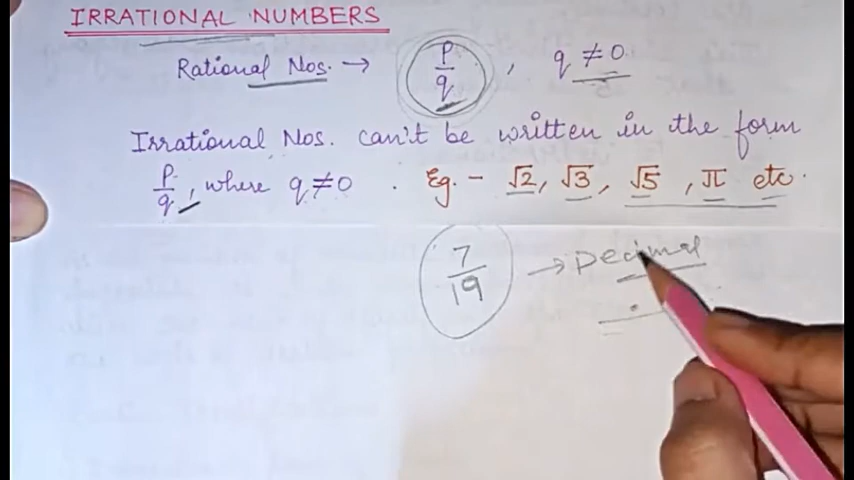 IRRATIONAL NUMBERS
Rational Nos. → p/q , q ≠ 0.
Irrational Nos. can't be written in the form
p/q, where q ≠ 0 . Eg. - √2, √3, √5 , π etc.
7/19 → Decimal